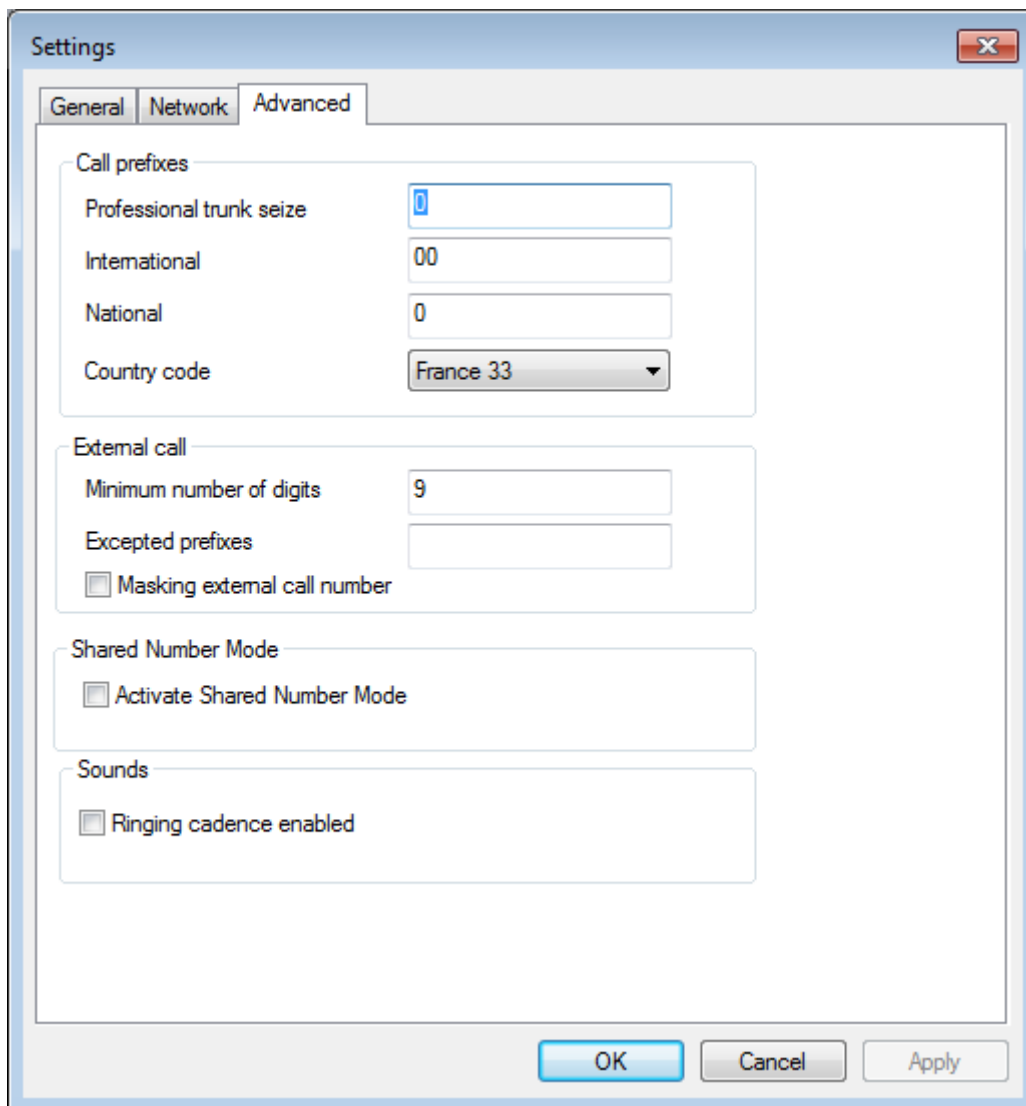 Settings
General Network Advanced
Call prefixes
Professional trunk seize 0
International 00
National 0
Country code France 33
External call
Minimum number of digits 9
Excepted prefixes
Masking external call number
Shared Number Mode
Activate Shared Number Mode
Sounds
Ringing cadence enabled
OK Cancel Apply